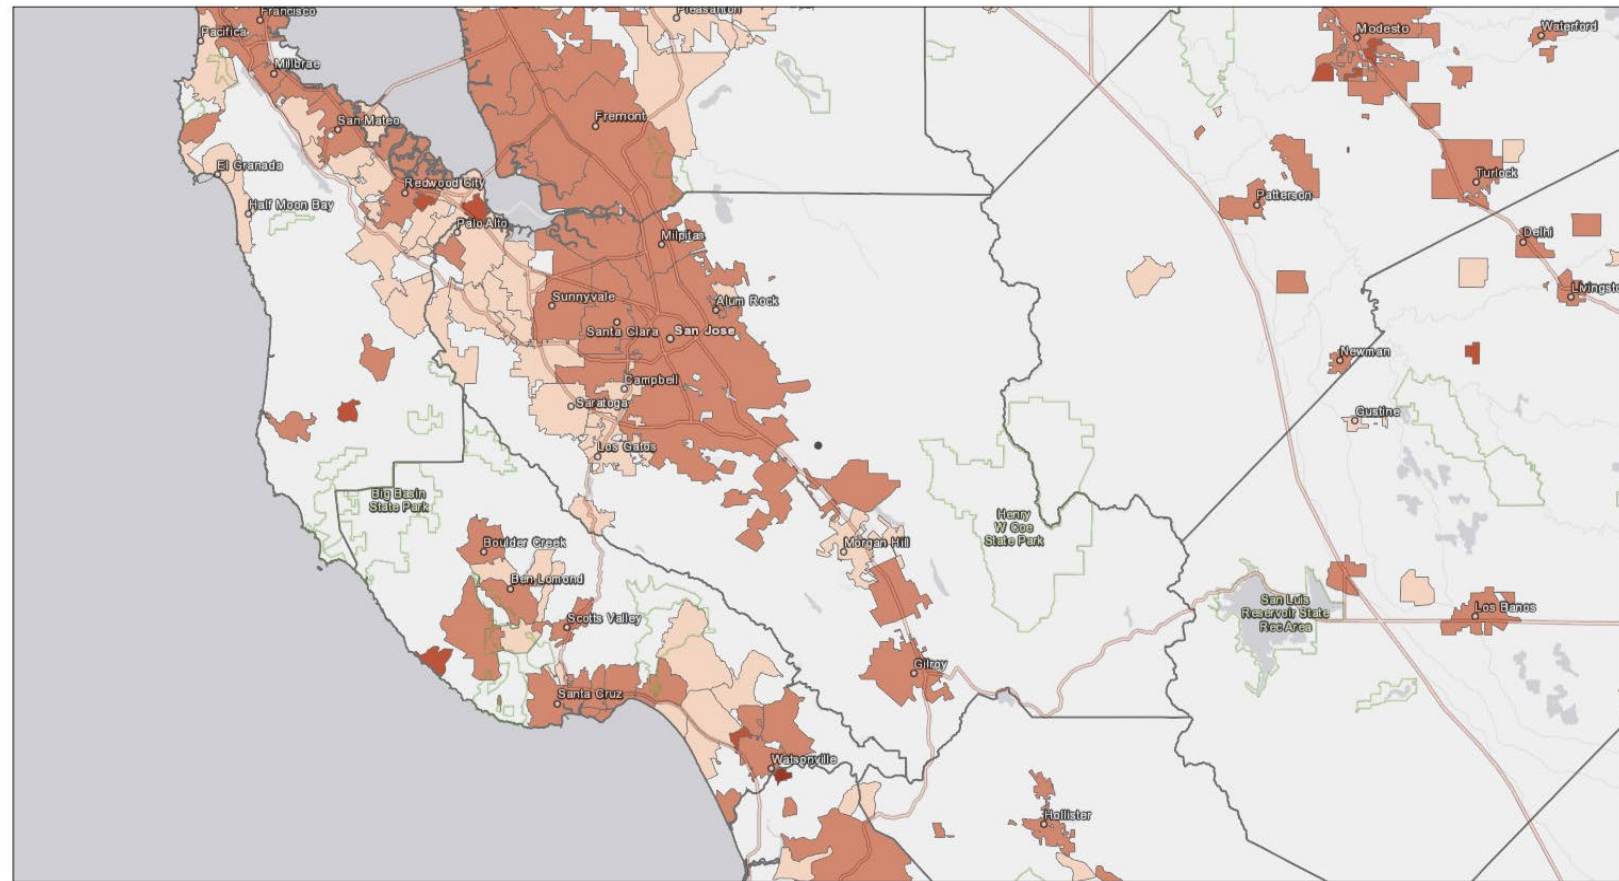 Francisco
Pleasanton
Pacifica
Modesto
Waterford
Millbrae
San Mateo
Fremont
El Granada
Redwood City
Turlock
Half Moon Bay
Patterson
Palo Alto
Milpitas
Delhi
Sunnyvale
Alum Rock
Livingsto
Santa Clara
San Jose
Newman
Campbell
Saratoga
Gustine
Los Gatos
Big Basin
State Park
Henry
W Coe
State Park
Boulder Creek
Morgan Hill
Ben Lomond
San Luis
Reservoir State
Rec Area
Los Banos
Scotts Valley
Gilroy
Santa Cruz
Watsonville
Hollister